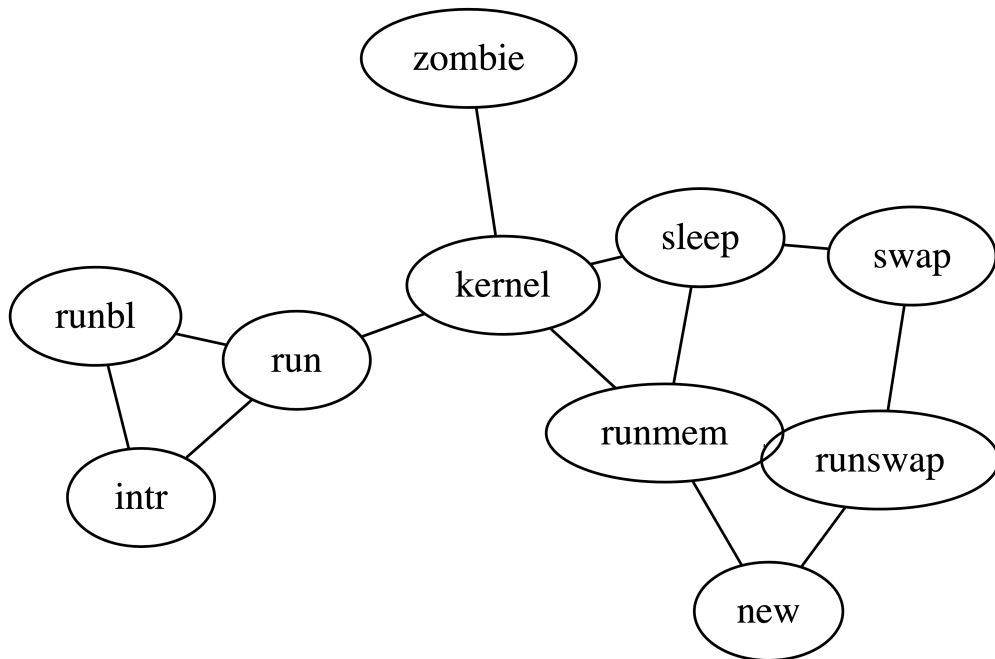 zombie
sleep
swap
kernel
runbl
run
runmem
runswap
intr
new